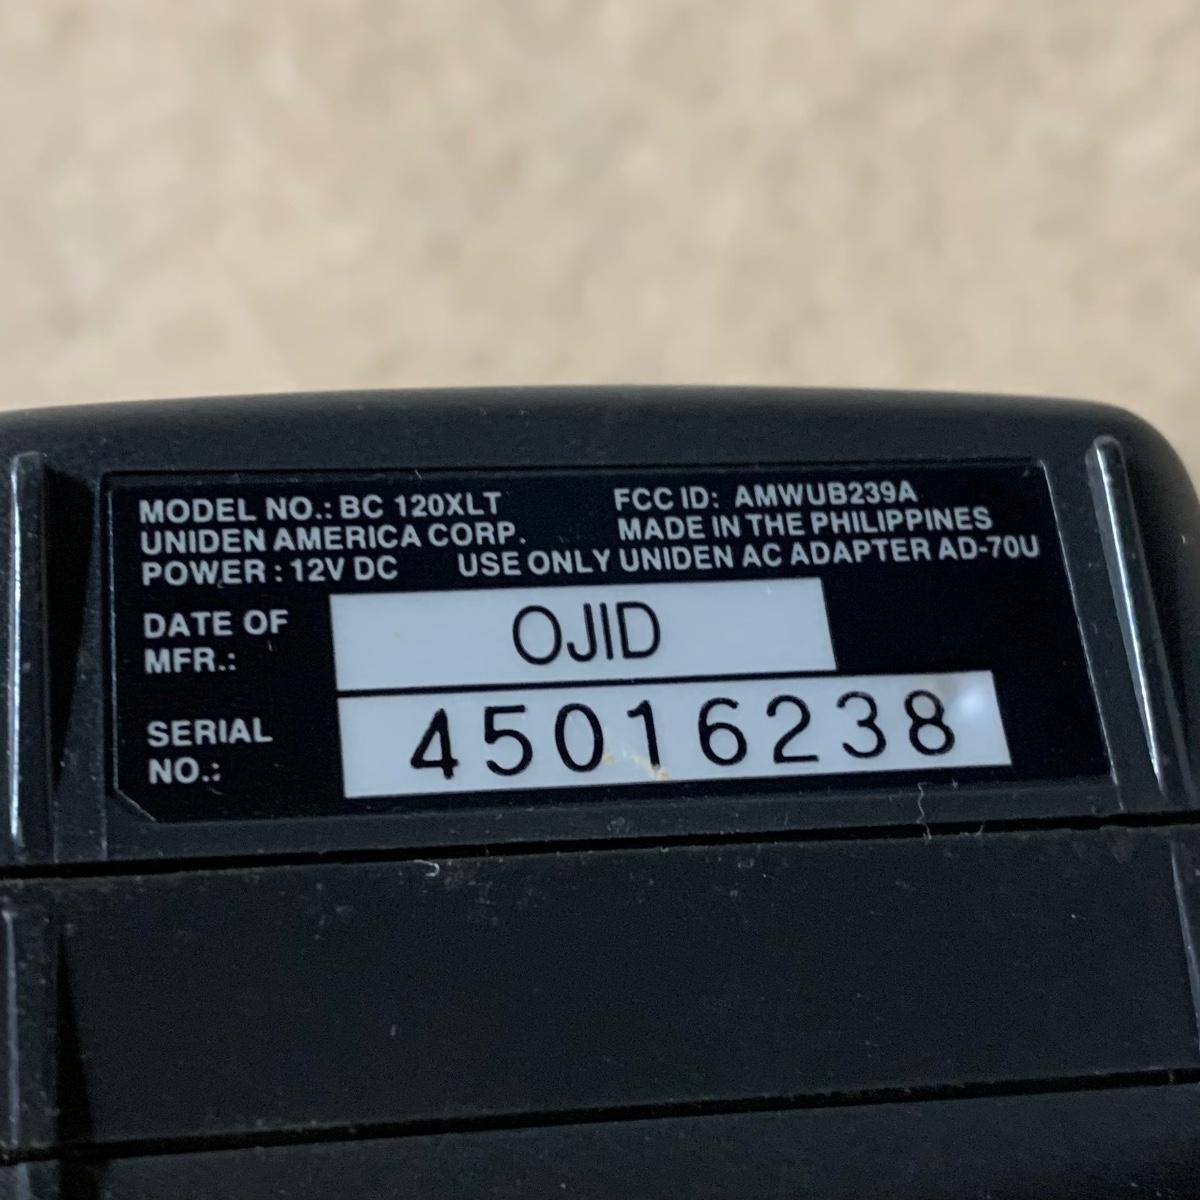 MODEL NO.: BC 120XLT FCC ID: AMWUB239A
UNIDEN AMERICA CORP. MADE IN THE PHILIPPINES
POWER : 12V DC USE ONLY UNIDEN AC ADAPTER AD-70U
DATE OF MFR.: OJID
SERIAL NO.: 45016238